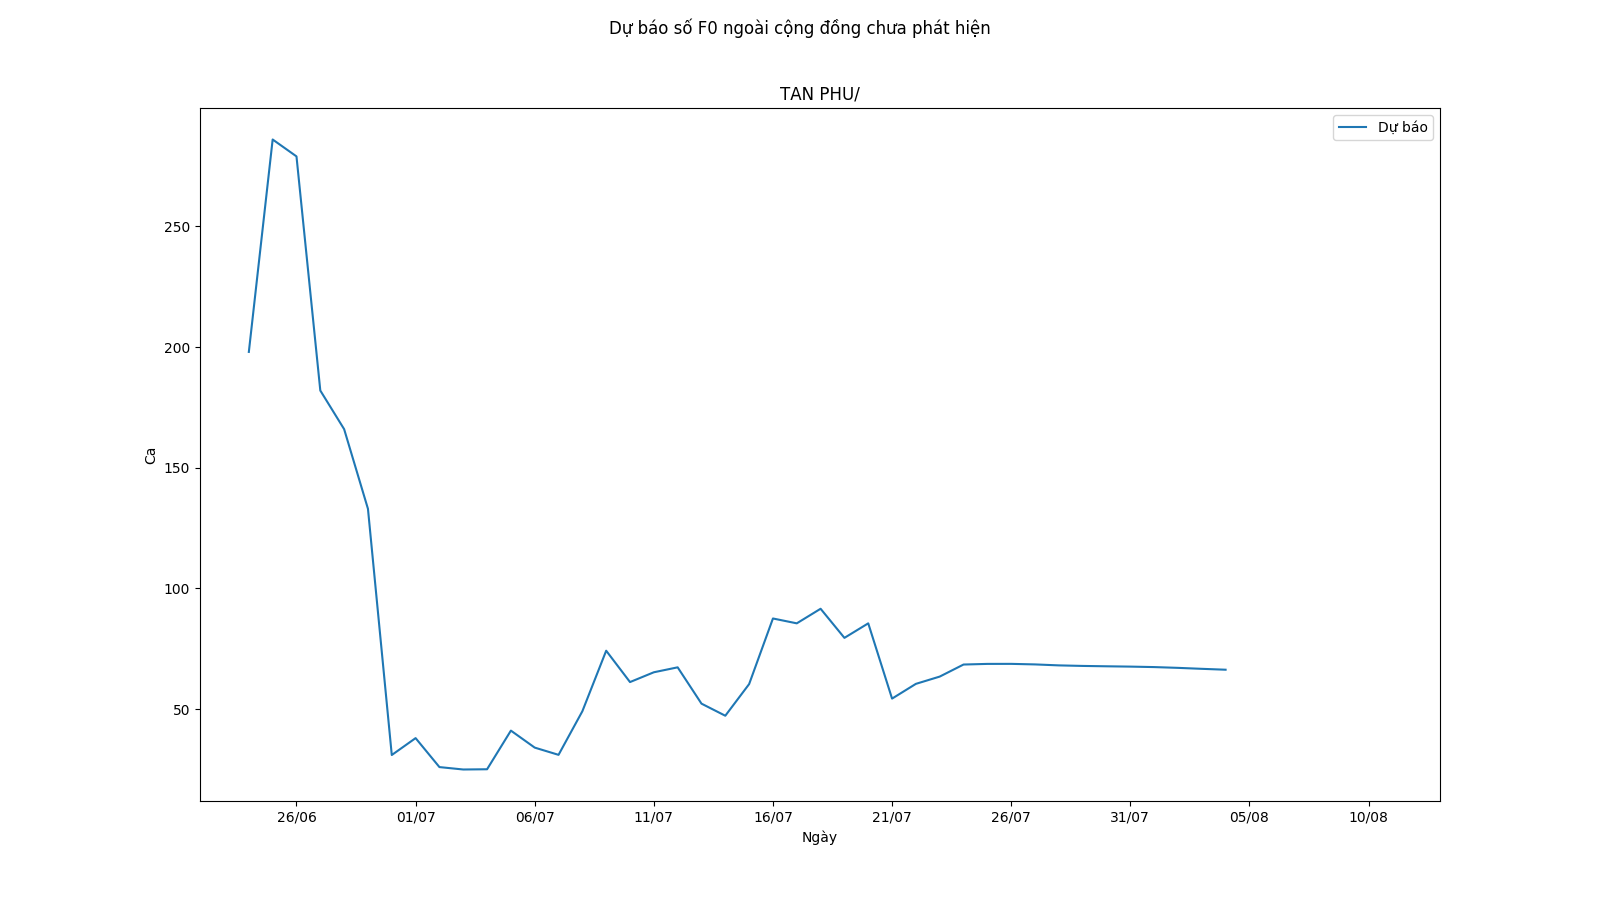 Dự báo số F0 ngoài cộng đồng chưa phát hiện
TAN PHU/
Dự báo
250
200
150
100
50
Ca
26/06 01/07 06/07 11/07 16/07 21/07 26/07 31/07 05/08 10/08
Ngày